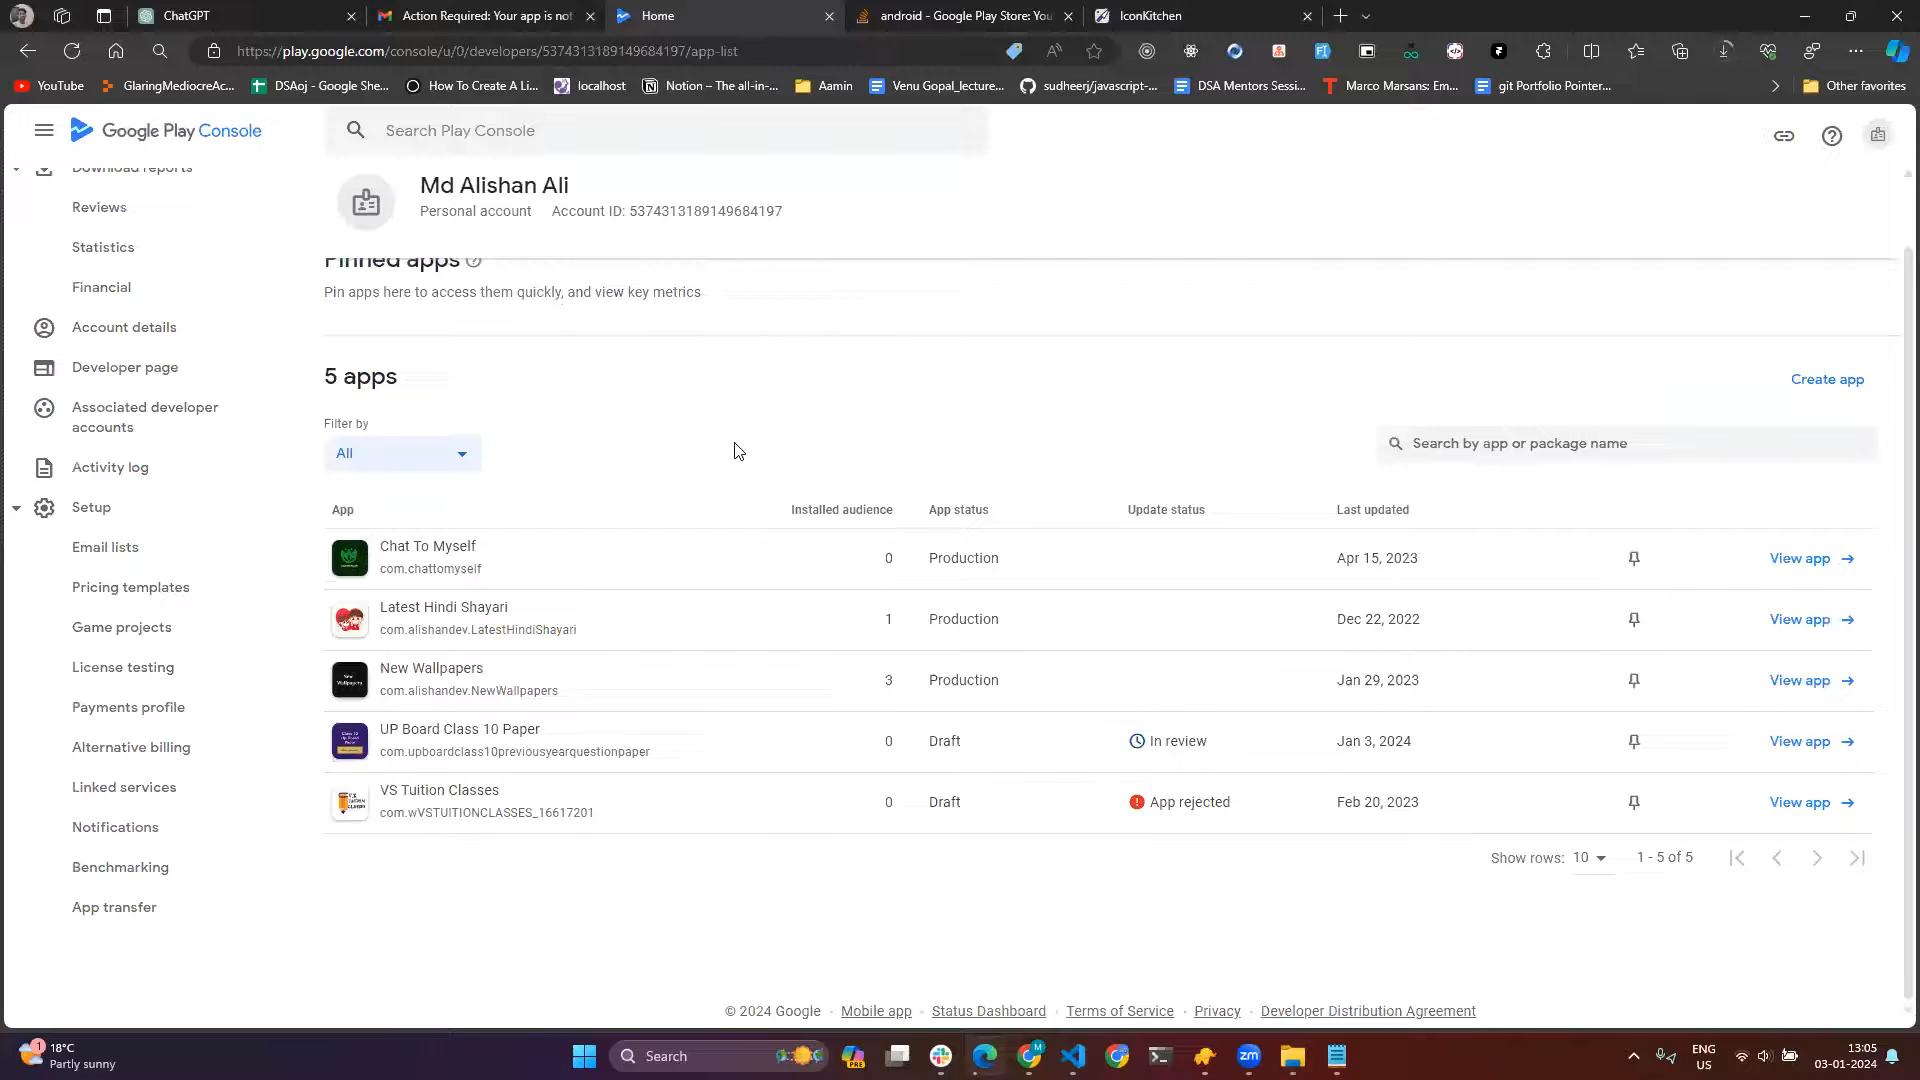 ChatGPT
Action Required: Your app is not
Home
android - Google Play Store: You
IconKitchen
https://play.google.com/console/u/0/developers/5374313189149684197/app-list
YouTube
GlaringMediocreAc...
DSAoj - Google She...
How To Create A Li...
localhost
Notion – The all-in-...
Aamin
Venu Gopal_lecture...
sudheerj/javascript-...
DSA Mentors Sessi...
Marco Marsans: Em...
git Portfolio Pointer...
Other favorites
Google Play Console
Search Play Console
Download reports
Reviews
Statistics
Financial
Account details
Developer page
Associated developer
accounts
Activity log
Setup
Email lists
Pricing templates
Game projects
License testing
Payments profile
Alternative billing
Linked services
Notifications
Benchmarking
App transfer
Md Alishan Ali
Personal account Account ID: 5374313189149684197
Pinned apps
Pin apps here to access them quickly, and view key metrics
5 apps
Create app
Filter by
All
Search by app or package name
App Installed audience App status Update status Last updated
Chat To Myself
com.chattomyself
0 Production Apr 15, 2023 View app
Latest Hindi Shayari
com.alishandev.LatestHindiShayari
1 Production Dec 22, 2022 View app
New Wallpapers
com.alishandev.NewWallpapers
3 Production Jan 29, 2023 View app
UP Board Class 10 Paper
com.upboardclass10previousyearquestionpaper
0 Draft In review Jan 3, 2024 View app
VS Tuition Classes
com.wVSTUITIONCLASSES_16617201
0 Draft App rejected Feb 20, 2023 View app
Show rows: 10 1 - 5 of 5
© 2024 Google · Mobile app · Status Dashboard · Terms of Service · Privacy · Developer Distribution Agreement
1
18°C
Partly sunny
Search
PRE
M
zm
ENG
US
13:05
03-01-2024